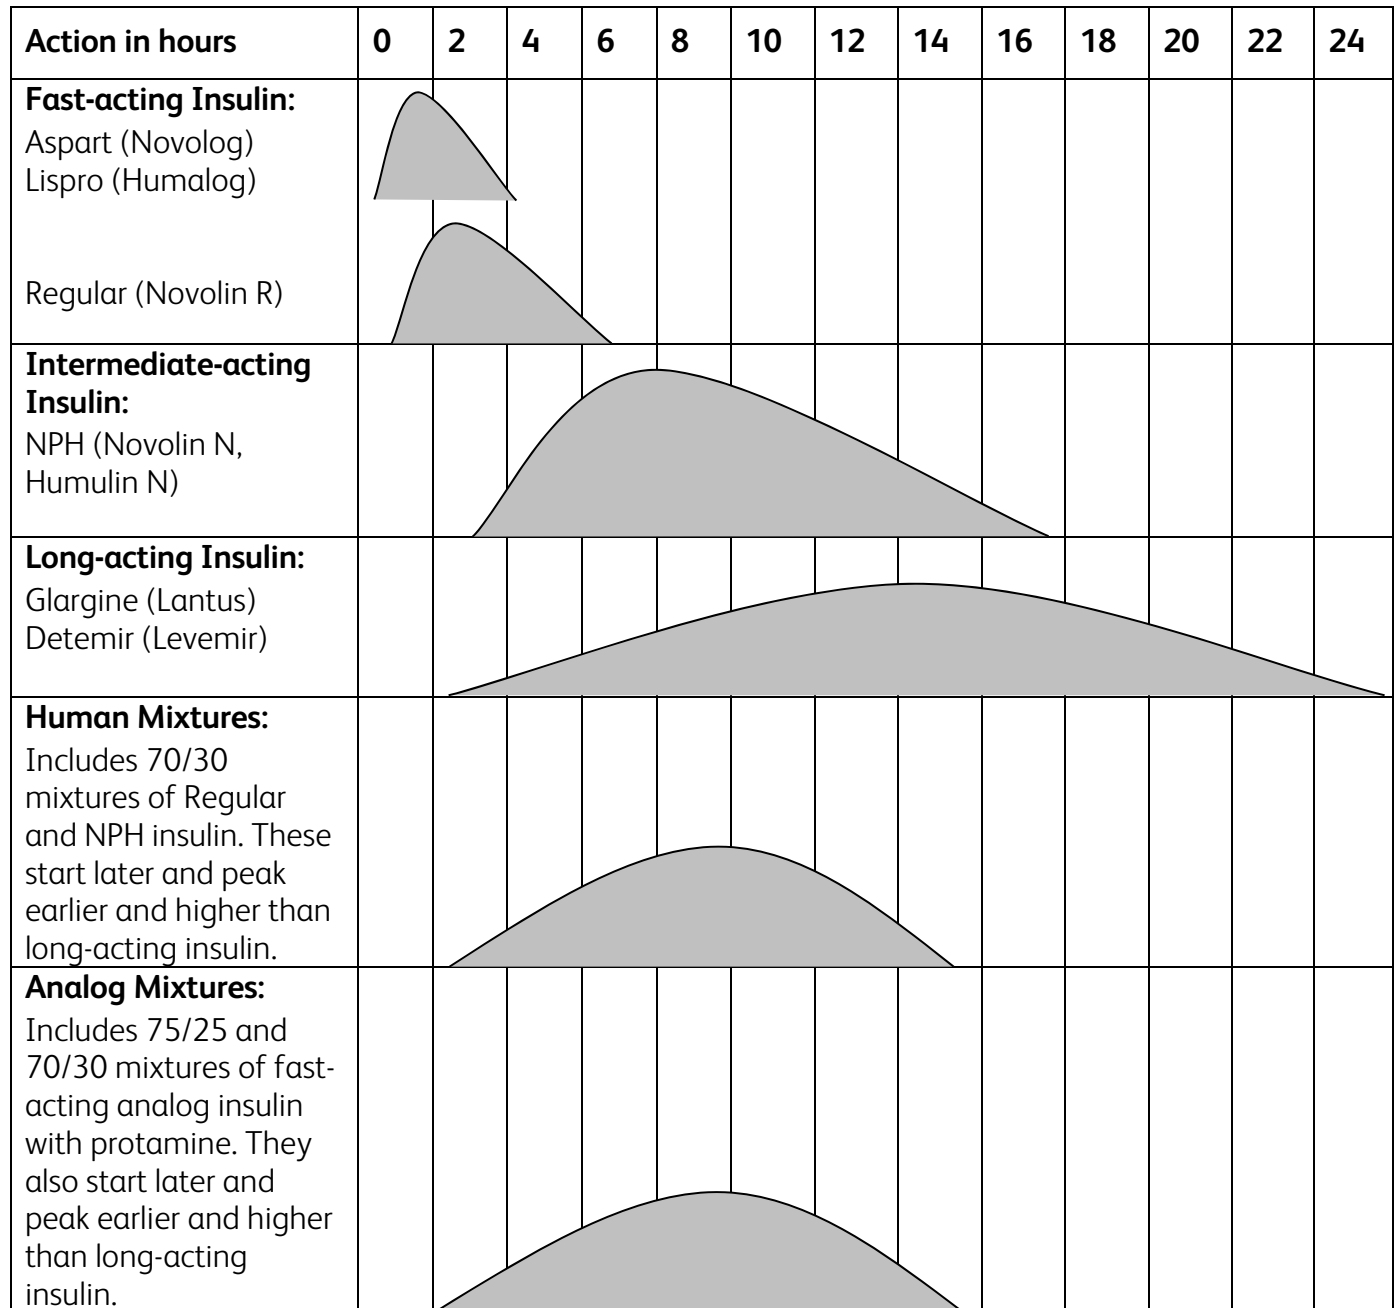 Action in hours 0 2 4 6 8 10 12 14 16 18 20 22 24
Fast-acting Insulin:
Aspart (Novolog)
Lispro (Humalog)
Regular (Novolin R)
Intermediate-acting
Insulin:
NPH (Novolin N,
Humulin N)
Long-acting Insulin:
Glargine (Lantus)
Detemir (Levemir)
Human Mixtures:
Includes 70/30
mixtures of Regular
and NPH insulin. These
start later and peak
earlier and higher than
long-acting insulin.
Analog Mixtures:
Includes 75/25 and
70/30 mixtures of fast-
acting analog insulin
with protamine. They
also start later and
peak earlier and higher
than long-acting
insulin.